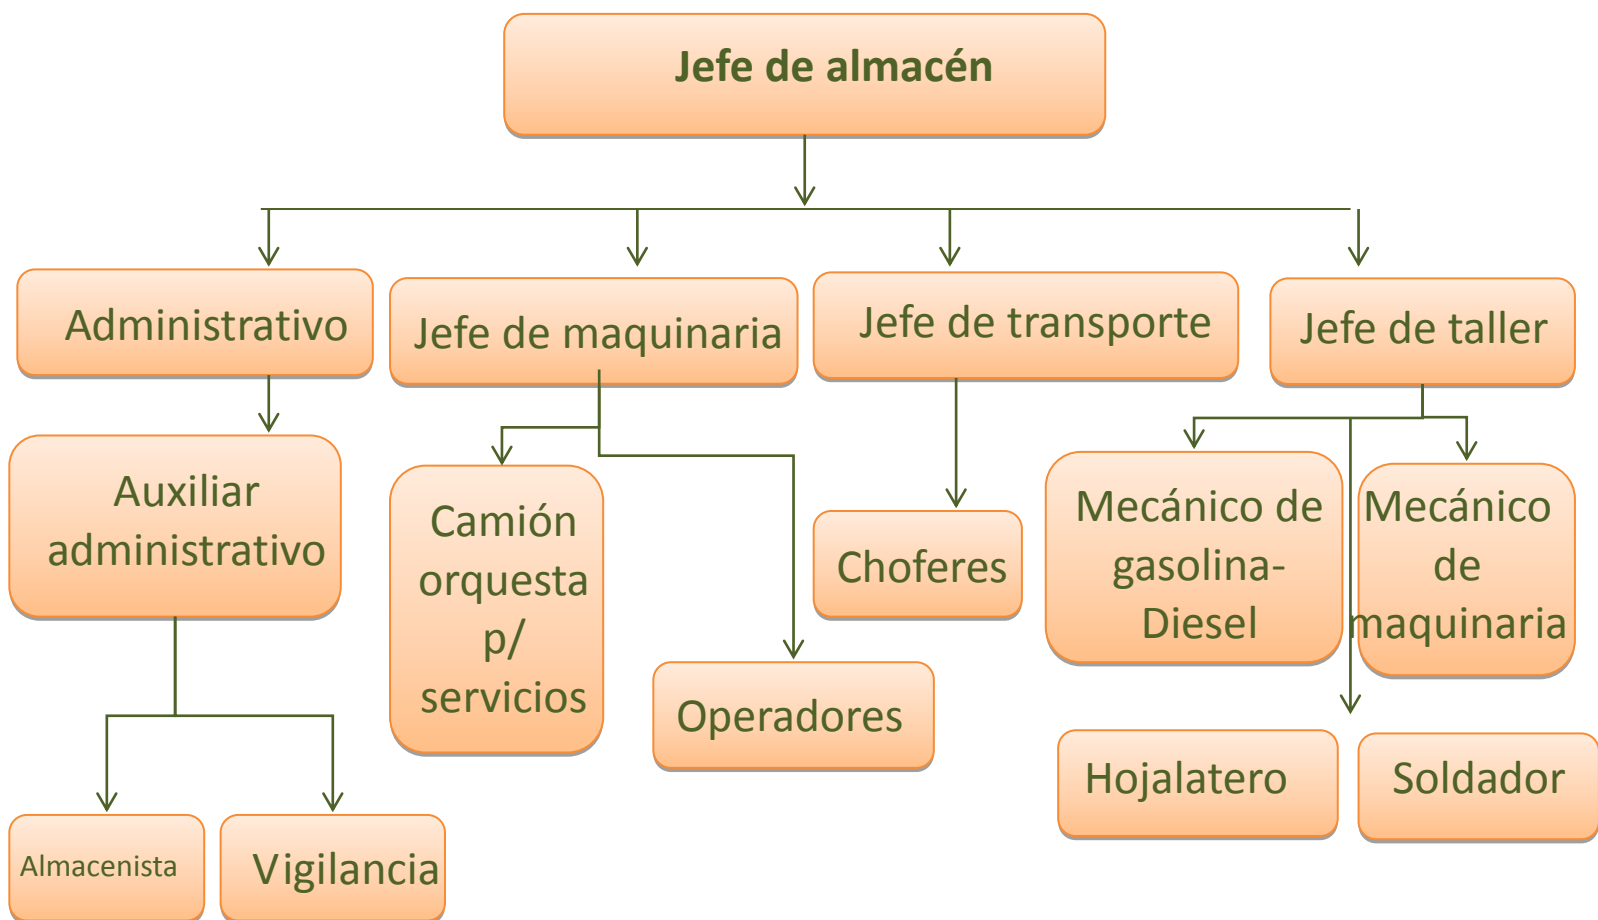 Jefe de almacén
Administrativo
Jefe de maquinaria
Jefe de transporte
Jefe de taller
Auxiliar
administrativo
Camión
orquesta
p/
servicios
Operadores
Choferes
Mecánico de
gasolina-
Diesel
Mecánico
de
maquinaria
Hojalatero
Soldador
Almacenista
Vigilancia